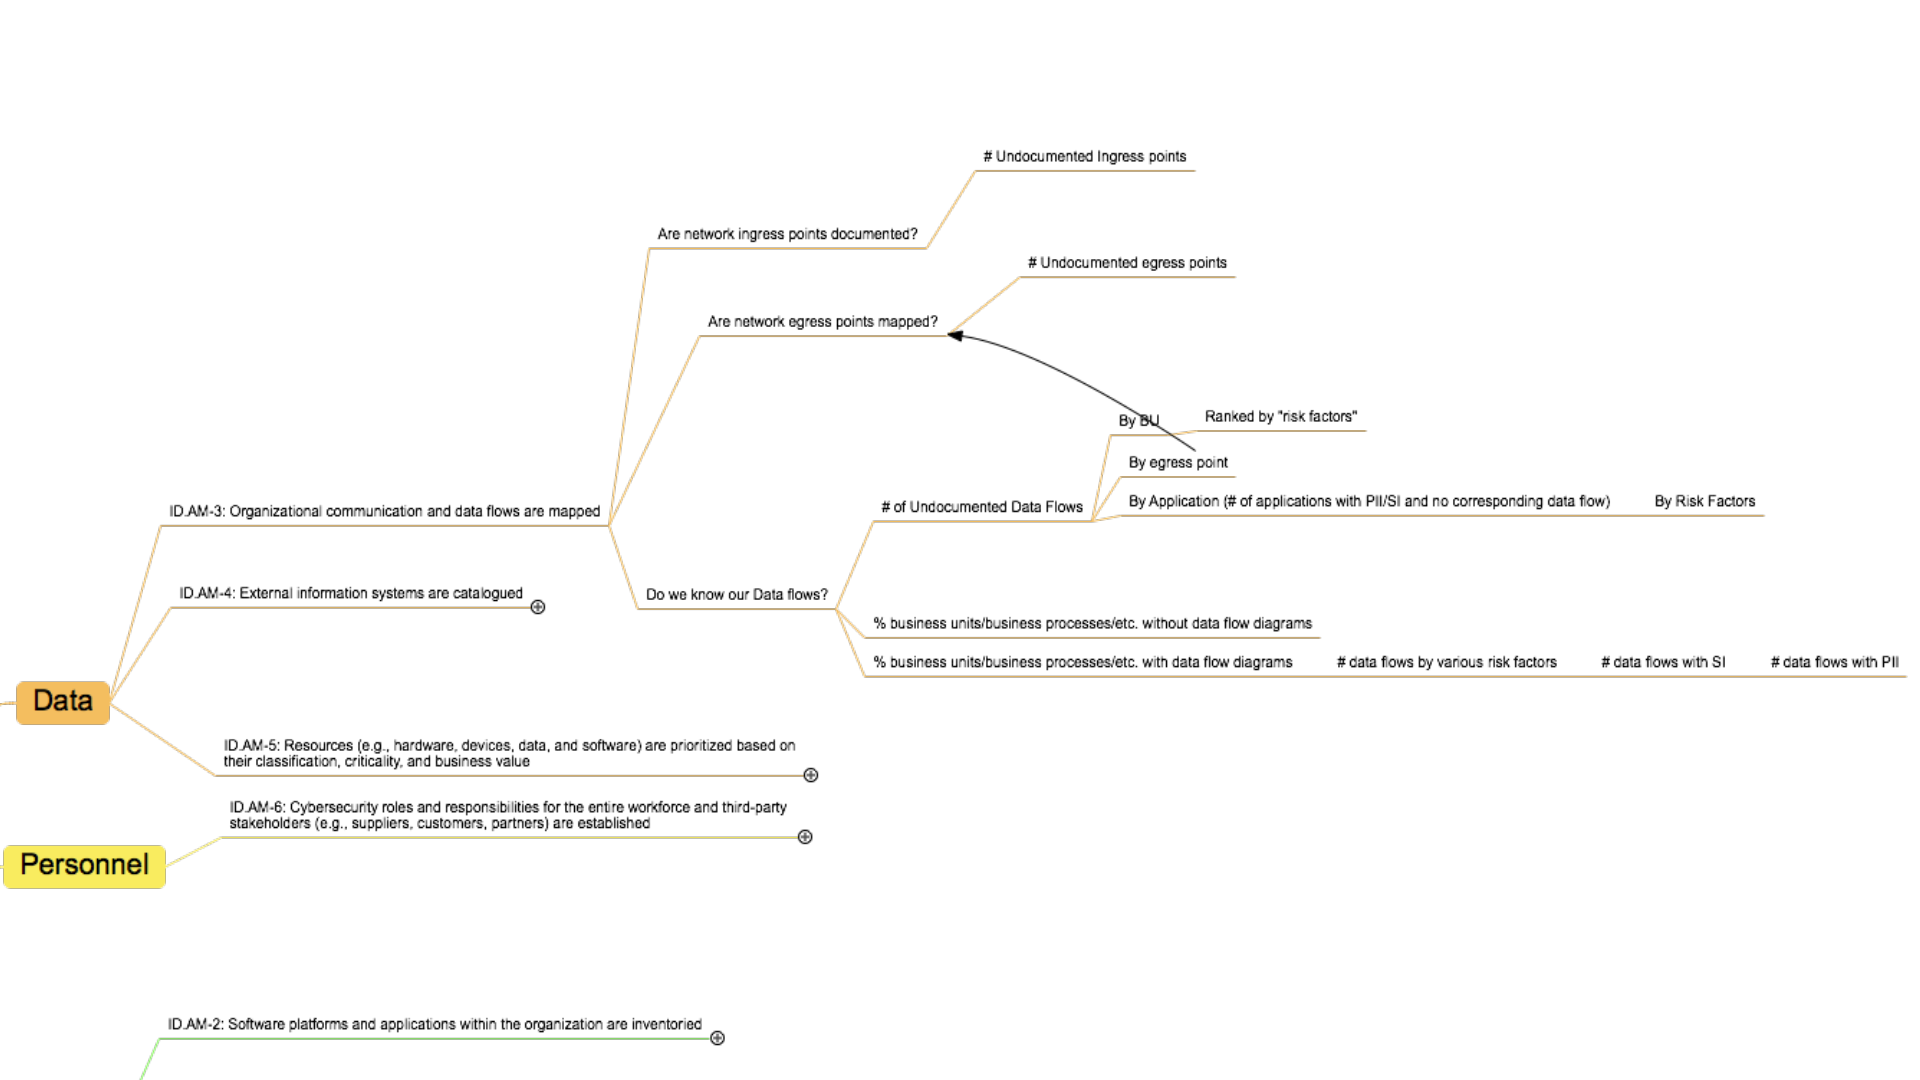 # Undocumented Ingress points
Are network ingress points documented?
# Undocumented egress points
Are network egress points mapped?
By BU
Ranked by "risk factors"
By egress point
# of Undocumented Data Flows
By Application (# of applications with PII/SI and no corresponding data flow)
By Risk Factors
ID.AM-3: Organizational communication and data flows are mapped
Do we know our Data flows?
ID.AM-4: External information systems are catalogued
% business units/business processes/etc. without data flow diagrams
% business units/business processes/etc. with data flow diagrams
# data flows by various risk factors
# data flows with SI
# data flows with PII
Data
ID.AM-5: Resources (e.g., hardware, devices, data, and software) are prioritized based on
their classification, criticality, and business value
ID.AM-6: Cybersecurity roles and responsibilities for the entire workforce and third-party
stakeholders (e.g., suppliers, customers, partners) are established
Personnel
ID.AM-2: Software platforms and applications within the organization are inventoried